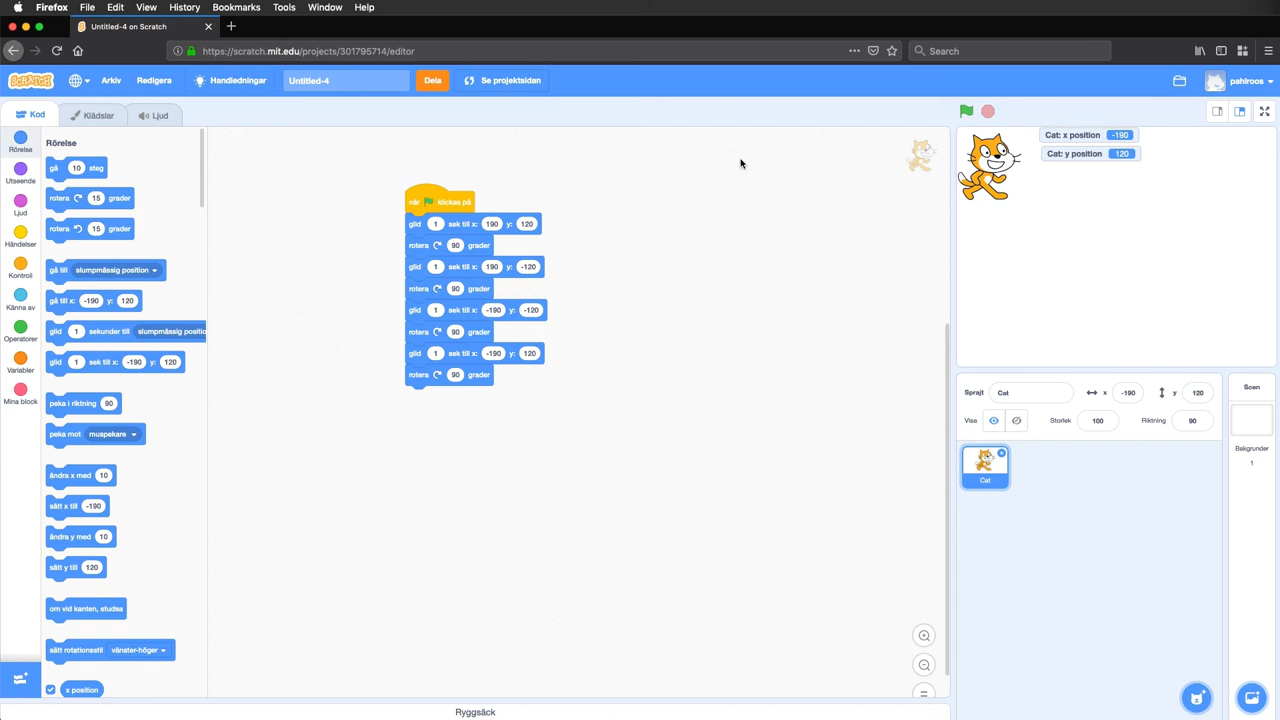 Firefox File Edit View History Bookmarks Tools Window Help
Untitled-4 on Scratch
https://scratch.mit.edu/projects/301795714/editor
Search
SCRATCH
Arkiv
Redigera
Handledningar
Untitled-4
Dela
Se projektsidan
pahlroos
Kod
Klädslar
Ljud
Rörelse
Utseende
Ljud
Händelser
Kontroll
Känna av
Operatorer
Variabler
Mina block
Rörelse
gå 10 steg
rotera 15 grader
rotera 15 grader
gå till slumpmässig position
gå till x: -190 y: 120
glid 1 sekunder till slumpmässig positio
glid 1 sek till x: -190 y: 120
peka i riktning 90
peka mot muspekare
ändra x med 10
sätt x till -190
ändra y med 10
sätt y till 120
om vid kanten, studsa
sätt rotationsstil vänster-höger
x position
när klickas på
glid 1 sek till x: 190 y: 120
rotera 90 grader
glid 1 sek till x: 190 y: -120
rotera 90 grader
glid 1 sek till x: -190 y: -120
rotera 90 grader
glid 1 sek till x: -190 y: 120
rotera 90 grader
Cat: x position -190
Cat: y position 120
Sprajt Cat x -190 y 120
Visa Storlek 100 Riktning 90
Cat
Scen
Bakgrunder
1
Ryggsäck